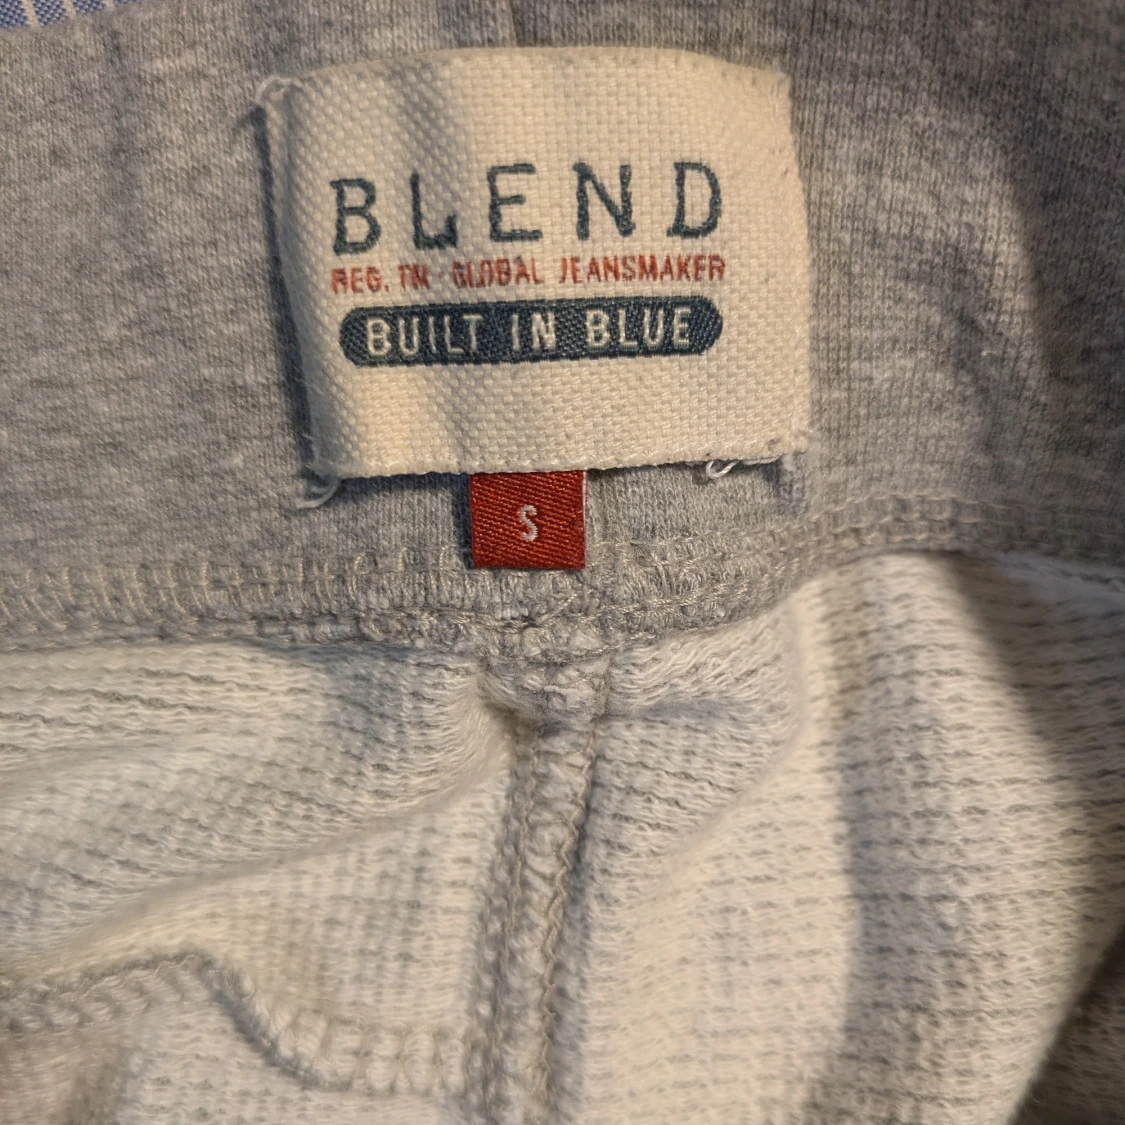 BLEND
REG. TM - GLOBAL JEANSMAKER
BUILT IN BLUE
S